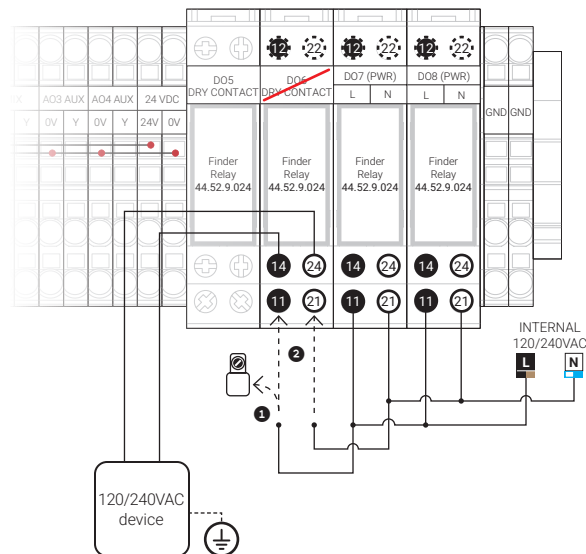 12 22 12 22 12 22
DO5
DRY CONTACT
DO6
DRY CONTACT
DO7 (PWR)
L N
DO8 (PWR)
L N
X AO3 AUX AO4 AUX 24 VDC
Y 0V Y 0V Y 24V 0V
GND GND
Finder
Relay
44.52.9.024
Finder
Relay
44.52.9.024
Finder
Relay
44.52.9.024
Finder
Relay
44.52.9.024
14 24 14 24 14 24
11 21 11 21 11 21
INTERNAL
120/240VAC
L N
2
1
120/240VAC
device